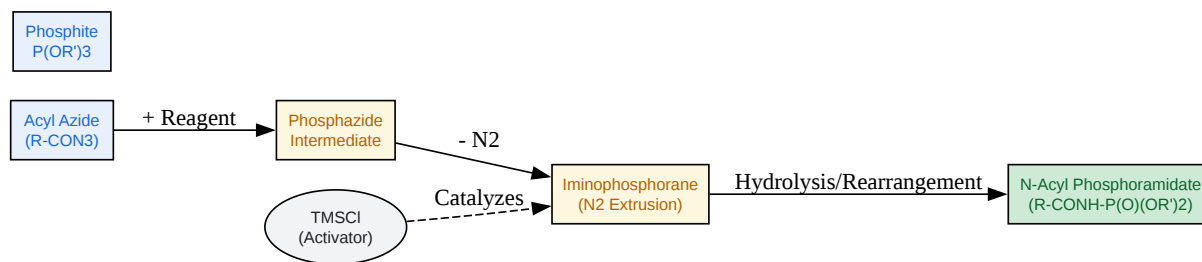 Phosphite
P(OR')3
Acyl Azide
(R-CON3)
+ Reagent
Phosphazide
Intermediate
- N2
TMSCl
(Activator)
Catalyzes
Iminophosphorane
(N2 Extrusion)
Hydrolysis/Rearrangement
N-Acyl Phosphoramidate
(R-CONH-P(O)(OR')2)